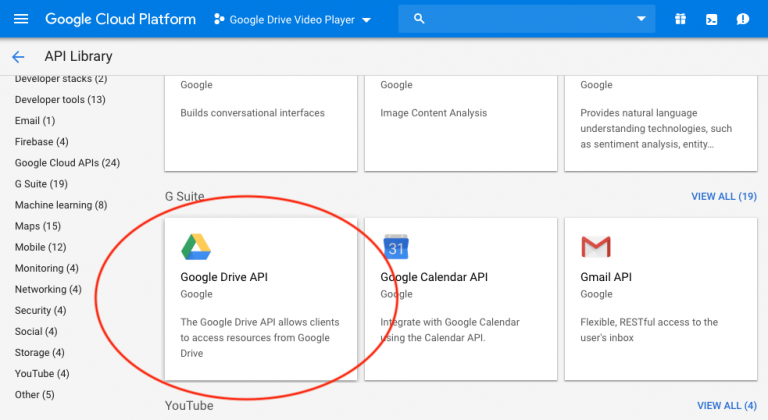 Google Cloud Platform
Google Drive Video Player
API Library
Developer stacks (2)
Developer tools (13)
Email (1)
Firebase (4)
Google Cloud APIs (24)
G Suite (19)
Machine learning (8)
Maps (15)
Mobile (12)
Monitoring (4)
Networking (4)
Security (4)
Social (4)
Storage (4)
YouTube (4)
Other (5)
Google
Builds conversational interfaces
Google
Image Content Analysis
Google
Provides natural language
understanding technologies, such
as sentiment analysis, entity...
G Suite
VIEW ALL (19)
Google Drive API
Google
The Google Drive API allows clients
to access resources from Google
Drive
31
Google Calendar API
Google
Integrate with Google Calendar
using the Calendar API.
Gmail API
Google
Flexible, RESTful access to the
user's inbox
YouTube
VIEW ALL (4)